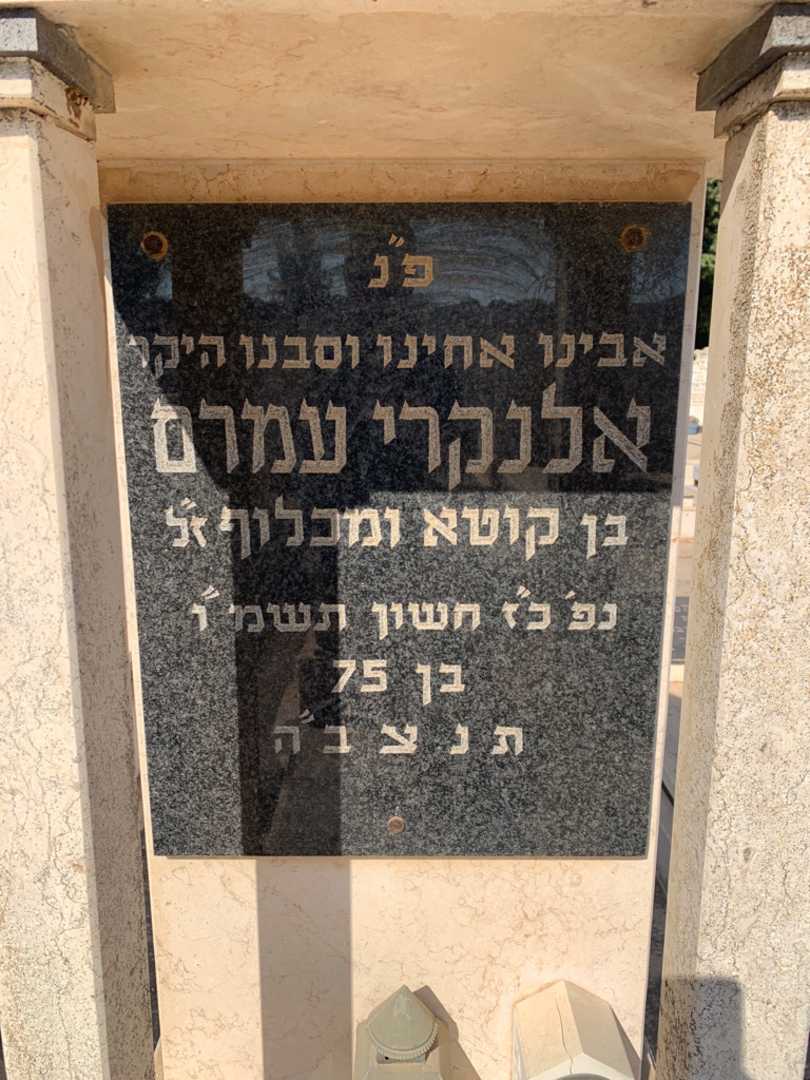 פ"נ
אבינו אחינו וסבנו היקר
אלנקרי עמרם
בן קוטא ומכלוף ז"ל
נפ' כ"ז חשון תשמ"ו
בן 75
ת נ צ ב"ה